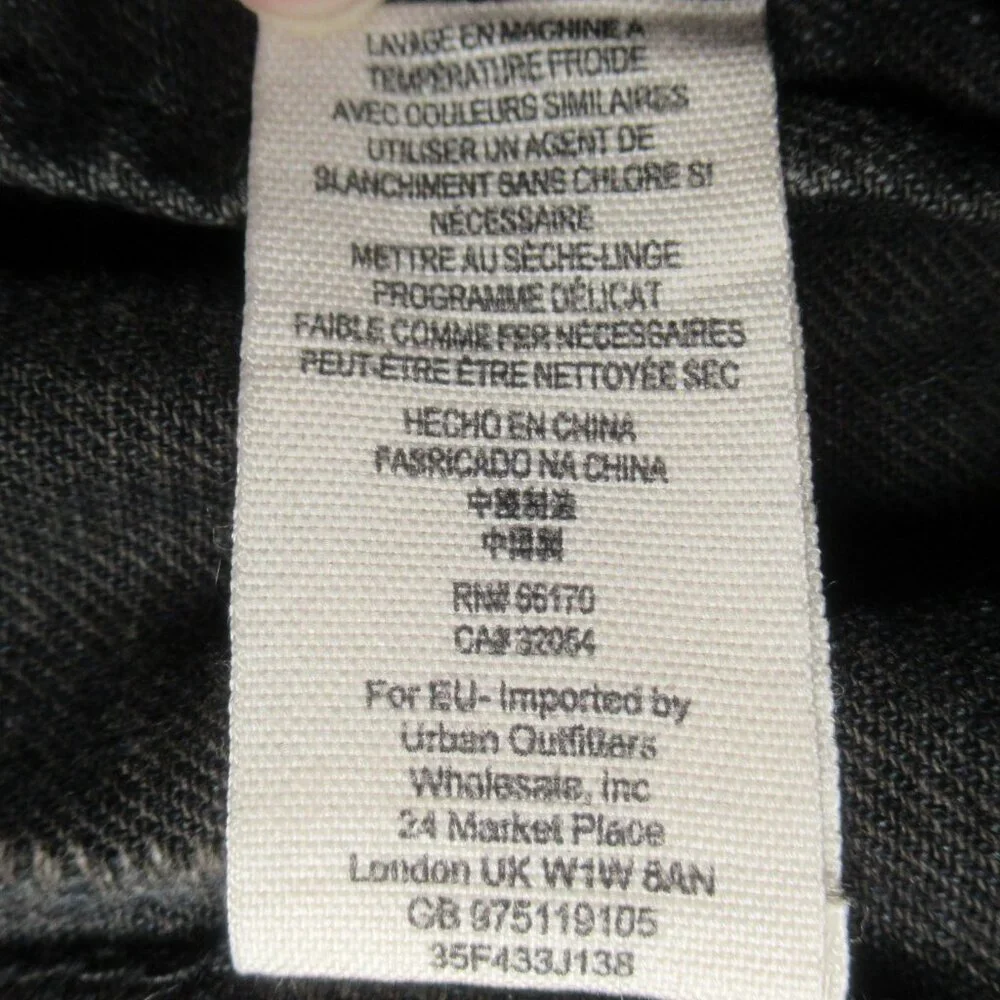 LAVAGE EN MACHINE A
TEMPÉRATURE FROIDE
AVEC COULEURS SIMILAIRES
UTILISER UN AGENT DE
BLANCHIMENT SANS CHLORE SI
NÉCESSAIRE
METTRE AU SÈCHE-LINGE
PROGRAMME DÉLICAT
FAIBLE COMME FER NÉCESSAIRES
PEUT-ÊTRE ÊTRE NETTOYÉE SEC
HECHO EN CHINA
FABRICADO NA CHINA
中國制造
中国製
RN# 66170
CA# 32064
For EU- Imported by
Urban Outfitters
Wholesale, Inc
24 Market Place
London UK W1W 8AN
GB 975119105
35F433J138